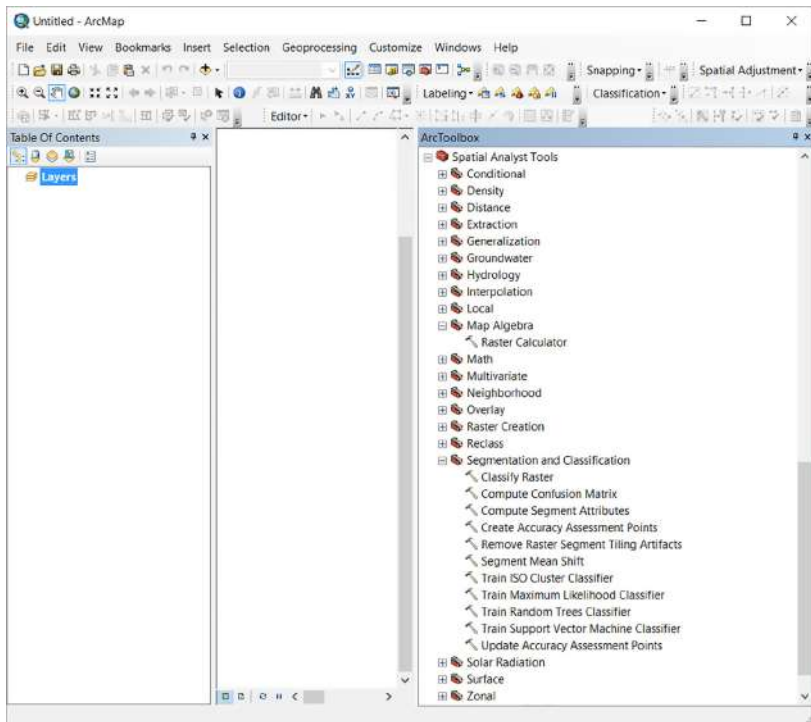 Untitled - ArcMap
File Edit View Bookmarks Insert Selection Geoprocessing Customize Windows Help
Snapping Spatial Adjustment
Labeling Classification
Editor
Table Of Contents
Layers
ArcToolbox
Spatial Analyst Tools
Conditional
Density
Distance
Extraction
Generalization
Groundwater
Hydrology
Interpolation
Local
Map Algebra
Raster Calculator
Math
Multivariate
Neighborhood
Overlay
Raster Creation
Reclass
Segmentation and Classification
Classify Raster
Compute Confusion Matrix
Compute Segment Attributes
Create Accuracy Assessment Points
Remove Raster Segment Tiling Artifacts
Segment Mean Shift
Train ISO Cluster Classifier
Train Maximum Likelihood Classifier
Train Random Trees Classifier
Train Support Vector Machine Classifier
Update Accuracy Assessment Points
Solar Radiation
Surface
Zonal